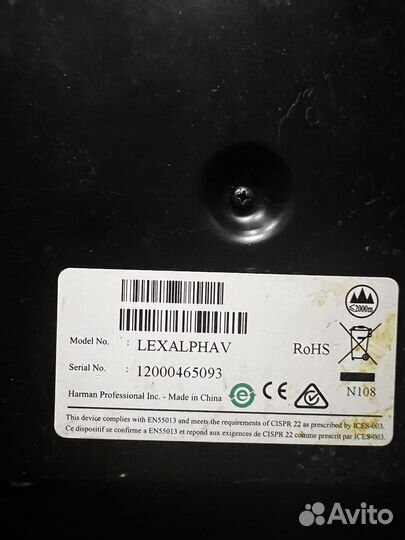 ≤2000m
Model No. : LEXALPHAV
RoHS
Serial No. : 12000465093
N108
Harman Professional Inc. - Made in China
e CE
This device complies with EN55013 and meets the requirements of CISPR 22 as prescribed by ICES-003.
Ce dispositif se confirme a EN55013 et repond aux exigences de CISPR 22 comme prescrit par ICES-003.
Avito